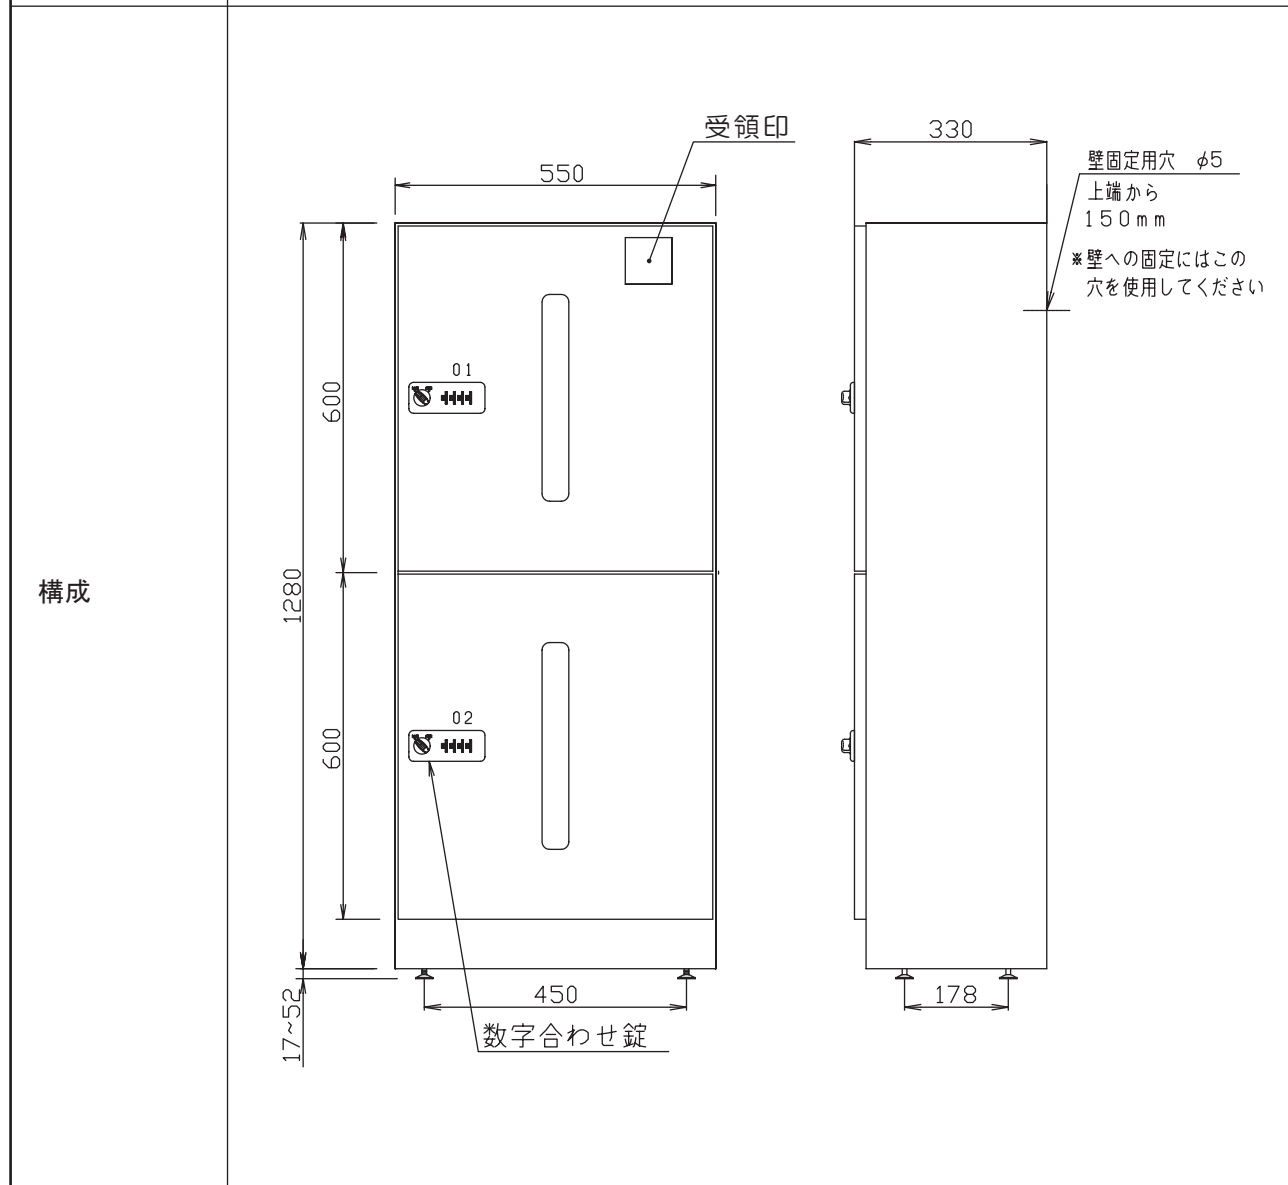 構成
受領印
330
壁固定用穴 φ5
上端から
150mm
※壁への固定にはこの
穴を使用してください
550
01
600
1280
02
600
17~52
450
178
数字合わせ錠